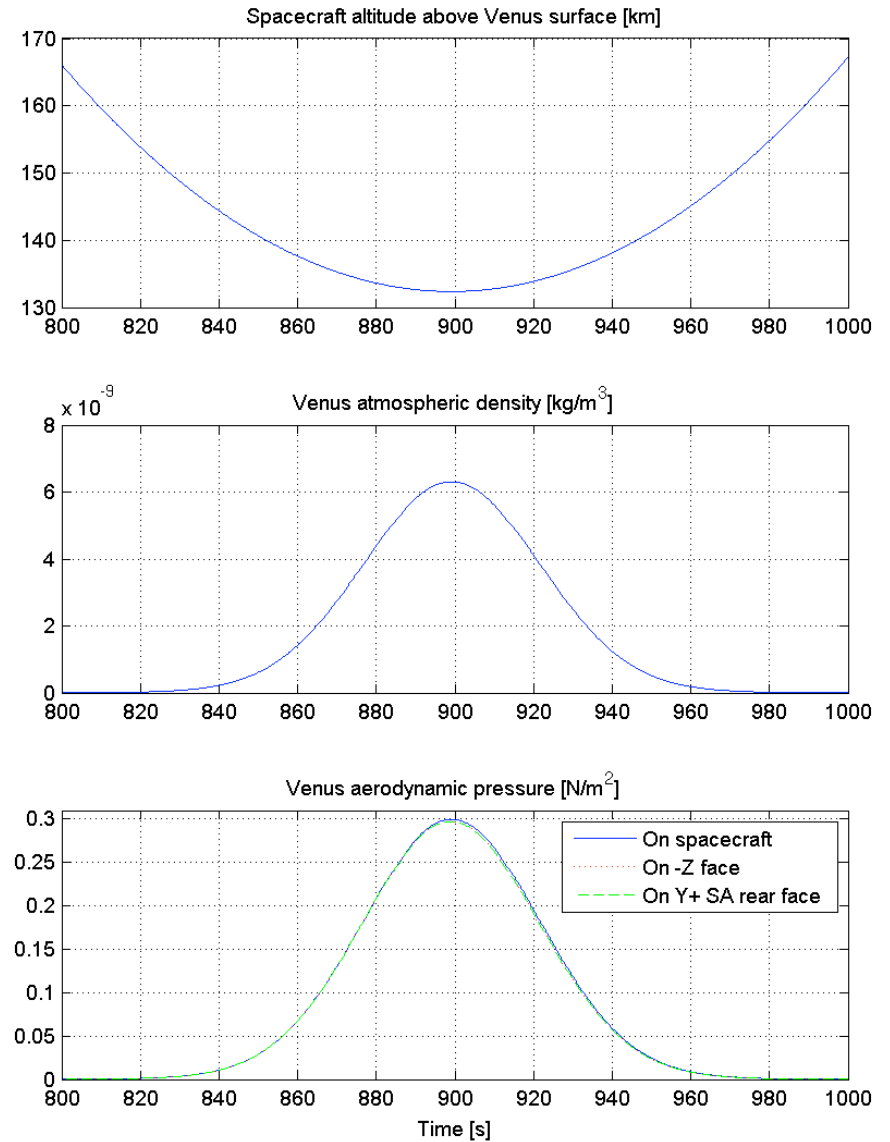 Spacecraft altitude above Venus surface [km]
170
160
150
140
130
800 820 840 860 880 900 920 940 960 980 1000
x 10^-9
Venus atmospheric density [kg/m^3]
8
6
4
2
0
800 820 840 860 880 900 920 940 960 980 1000
Venus aerodynamic pressure [N/m^2]
0.3
0.25
0.2
0.15
0.1
0.05
0
On spacecraft
On -Z face
On Y+ SA rear face
800 820 840 860 880 900 920 940 960 980 1000
Time [s]